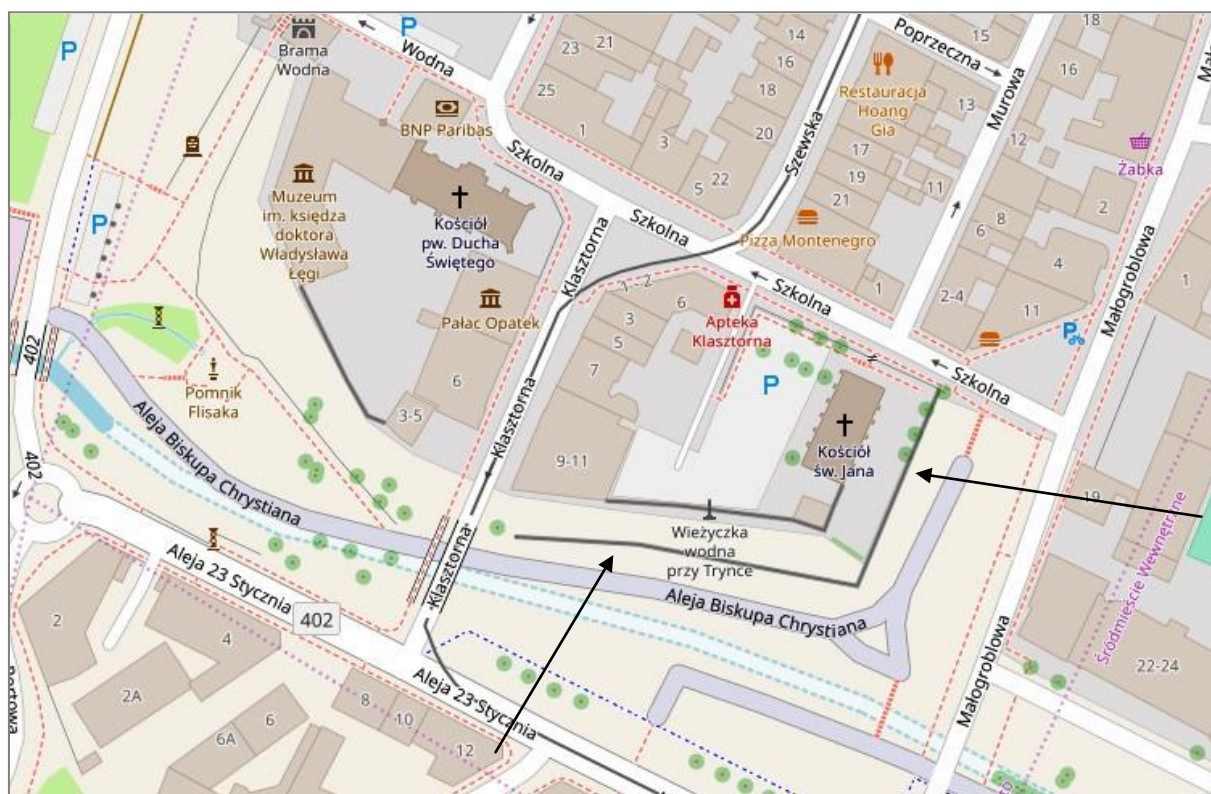 P
P
P
Brama
Wodna
Wodna
23
21
25
1
3
5
22
14
16
18
20
Poprzeczna
15
18
16
Restauracja
Hoang
Gia
13
12
17
19
21
11
Murowa
Małogroblowa
Żabka
2
1
BNP Paribas
Szkolna
Szewska
Muzeum
im. księdza
doktora
Władysława
Łęgi
Kościół
pw. Ducha
Świętego
Klasztorna
Szkolna
Pizza Montenegro
8
6
4
2-4
11
1
Szkolna
P
Pałac Opatek
1 - 2
3
6
5
7
Apteka
Klasztorna
P
402
Pomnik
Flisaka
6
3-5
Klasztorna
9-11
Kościół
św. Jana
Szkolna
19
402
Aleja Biskupa Chrystiana
Wieżyczka
wodna
przy Trynce
Klasztorna
Aleja Biskupa Chrystiana
Aleja 23 Stycznia
402
Małogroblowa
Śródmieście Wewnętrzne
22-24
2
4
2A
6
6A
8
10
12
Aleja 23 Stycznia